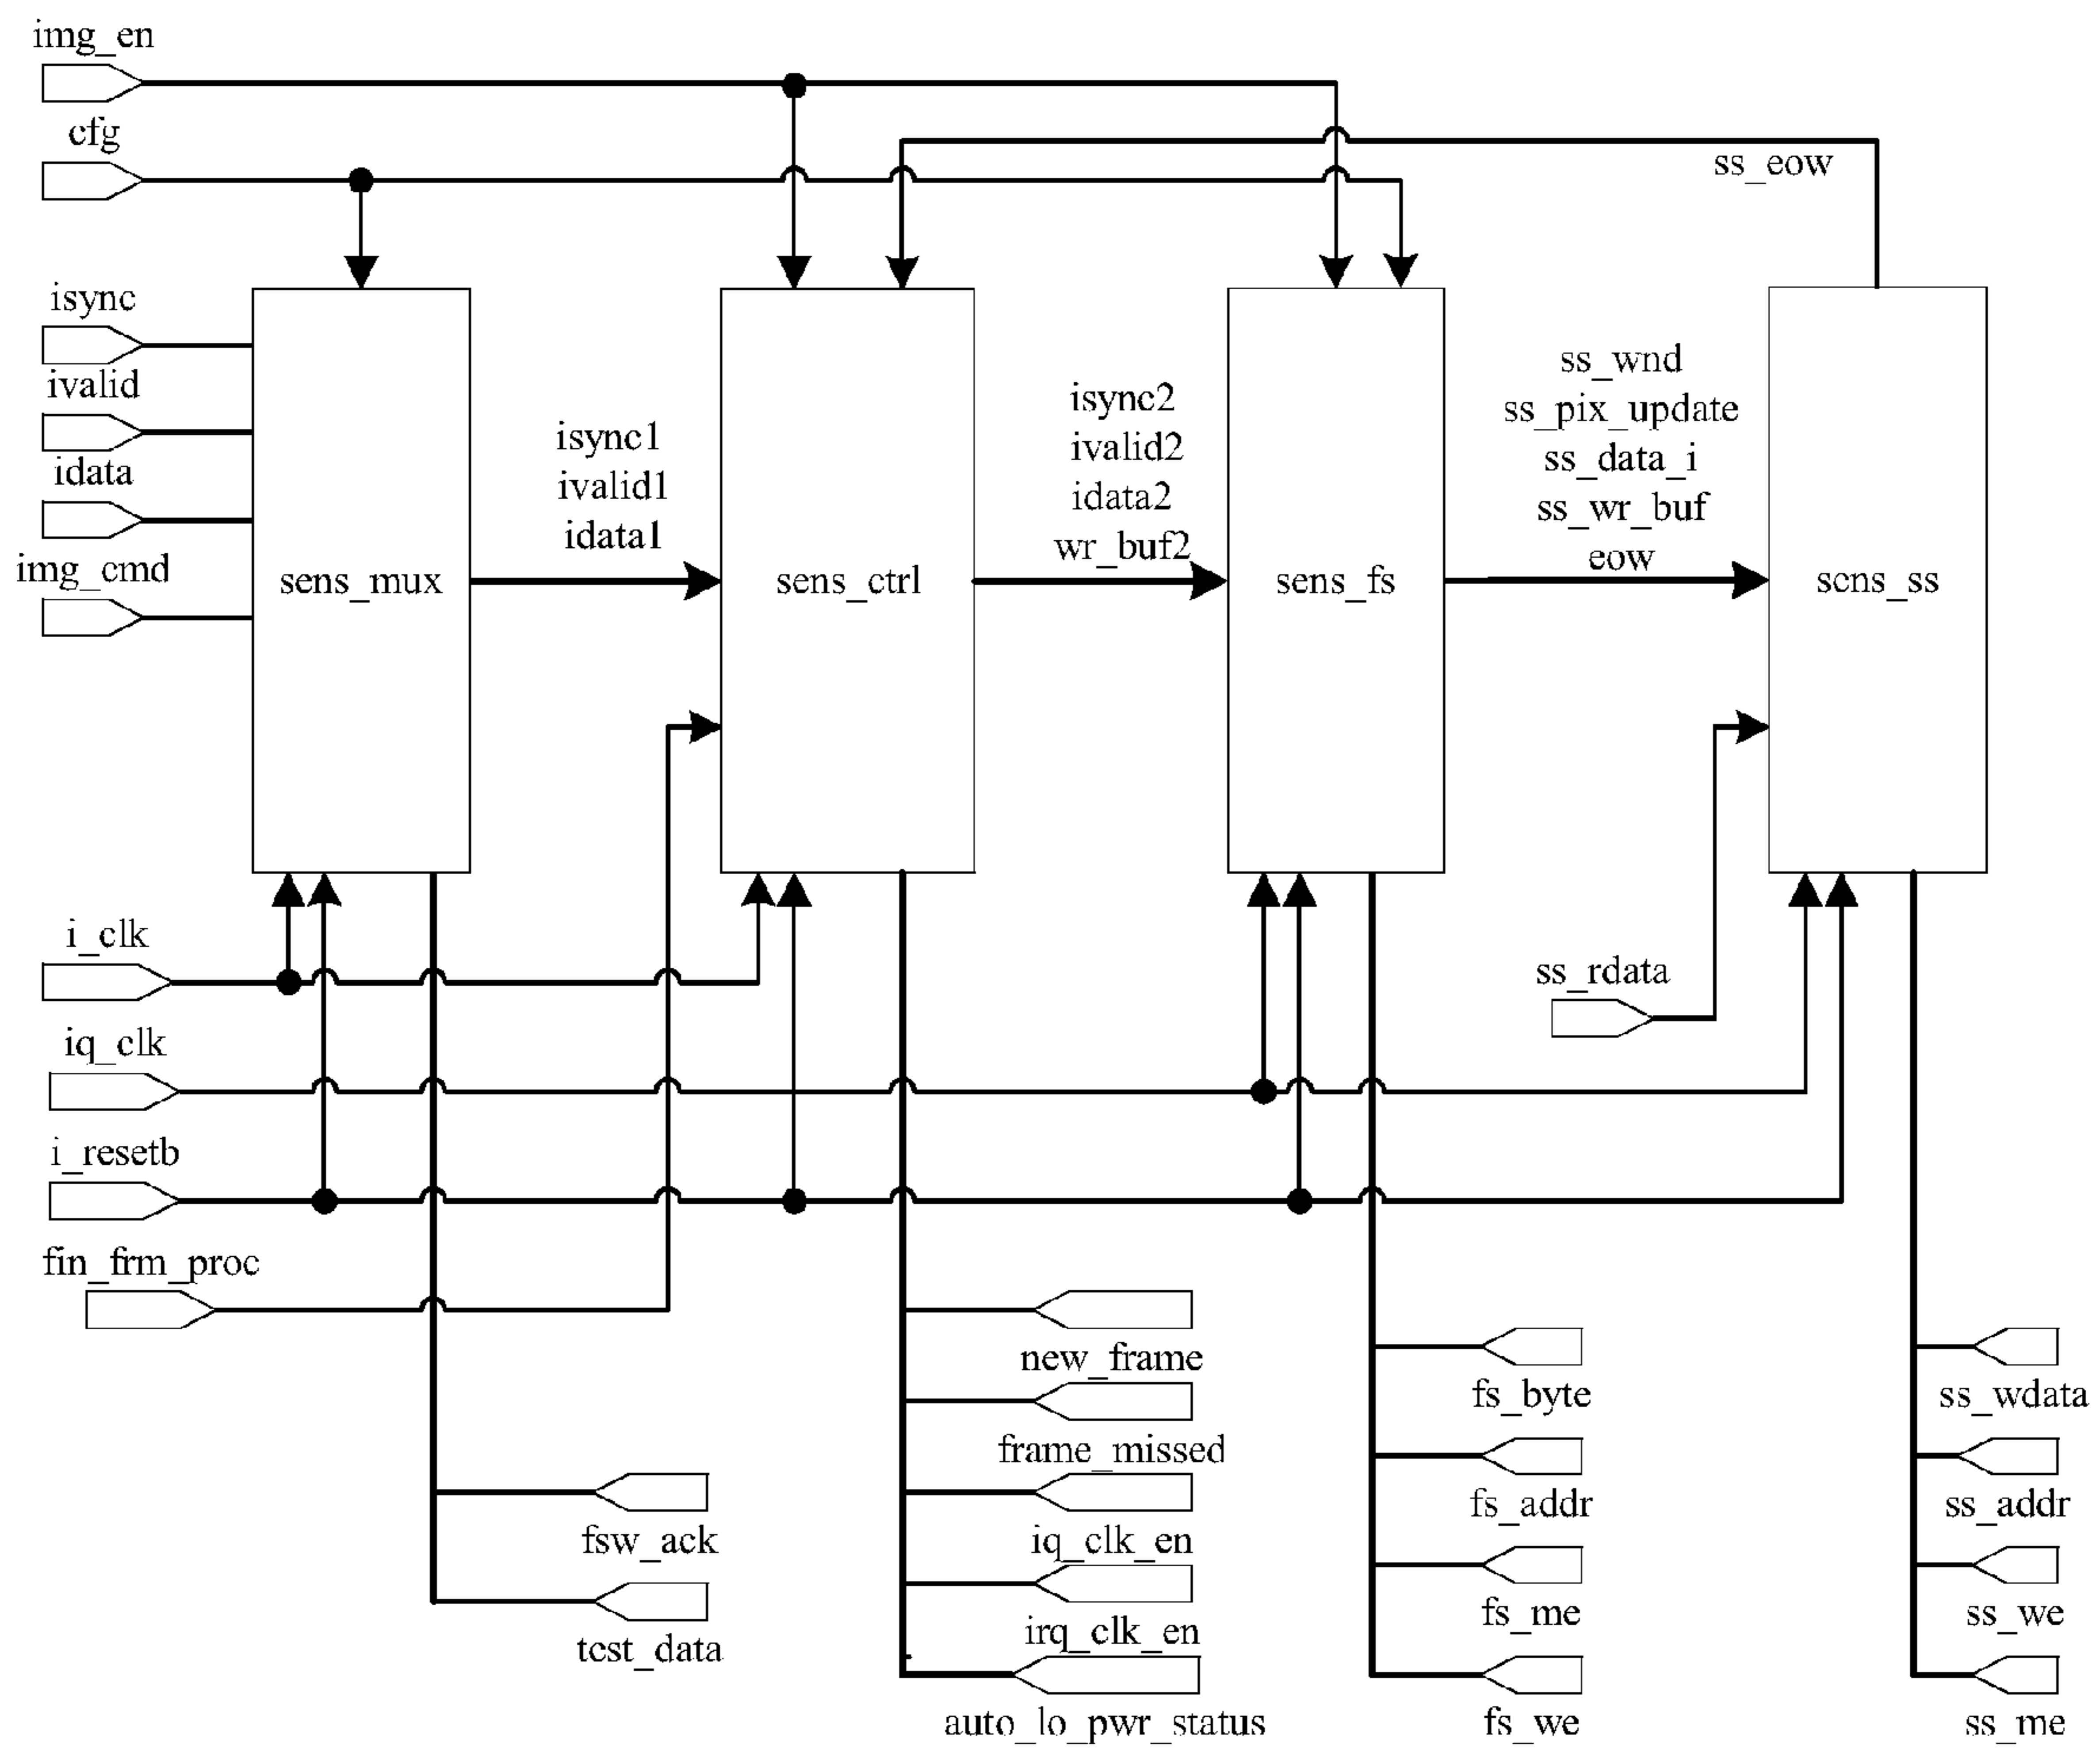 img_en
cfg
ss_eow
isync
ivalid
idata
img_cmd
sens_mux
isync1
ivalid1
idata1
sens_ctrl
isync2
ivalid2
idata2
wr_buf2
sens_fs
ss_wnd
ss_pix_update
ss_data_i
ss_wr_buf
eow
sens_ss
i_clk
iq_clk
i_resetb
fin_frm_proc
ss_rdata
fsw_ack
test_data
new_frame
frame_missed
iq_clk_en
irq_clk_en
auto_lo_pwr_status
fs_byte
fs_addr
fs_me
fs_we
ss_wdata
ss_addr
ss_we
ss_me